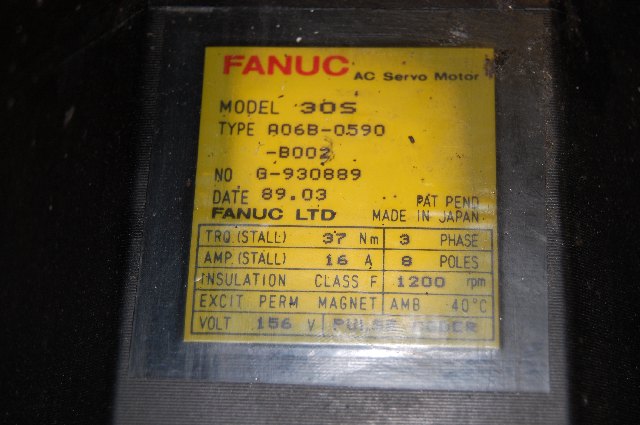 FANUC AC Servo Motor
MODEL 30S
TYPE A06B-0590
-B002
NO G-930889
DATE 89.03 PAT PEND
FANUC LTD MADE IN JAPAN
TRQ.(STALL) 37 Nm 3 PHASE
AMP.(STALL) 16 A 8 POLES
INSULATION CLASS F 1200 rpm
EXCIT PERM MAGNET AMB 40°C
VOLT 156 V PULSE CODER